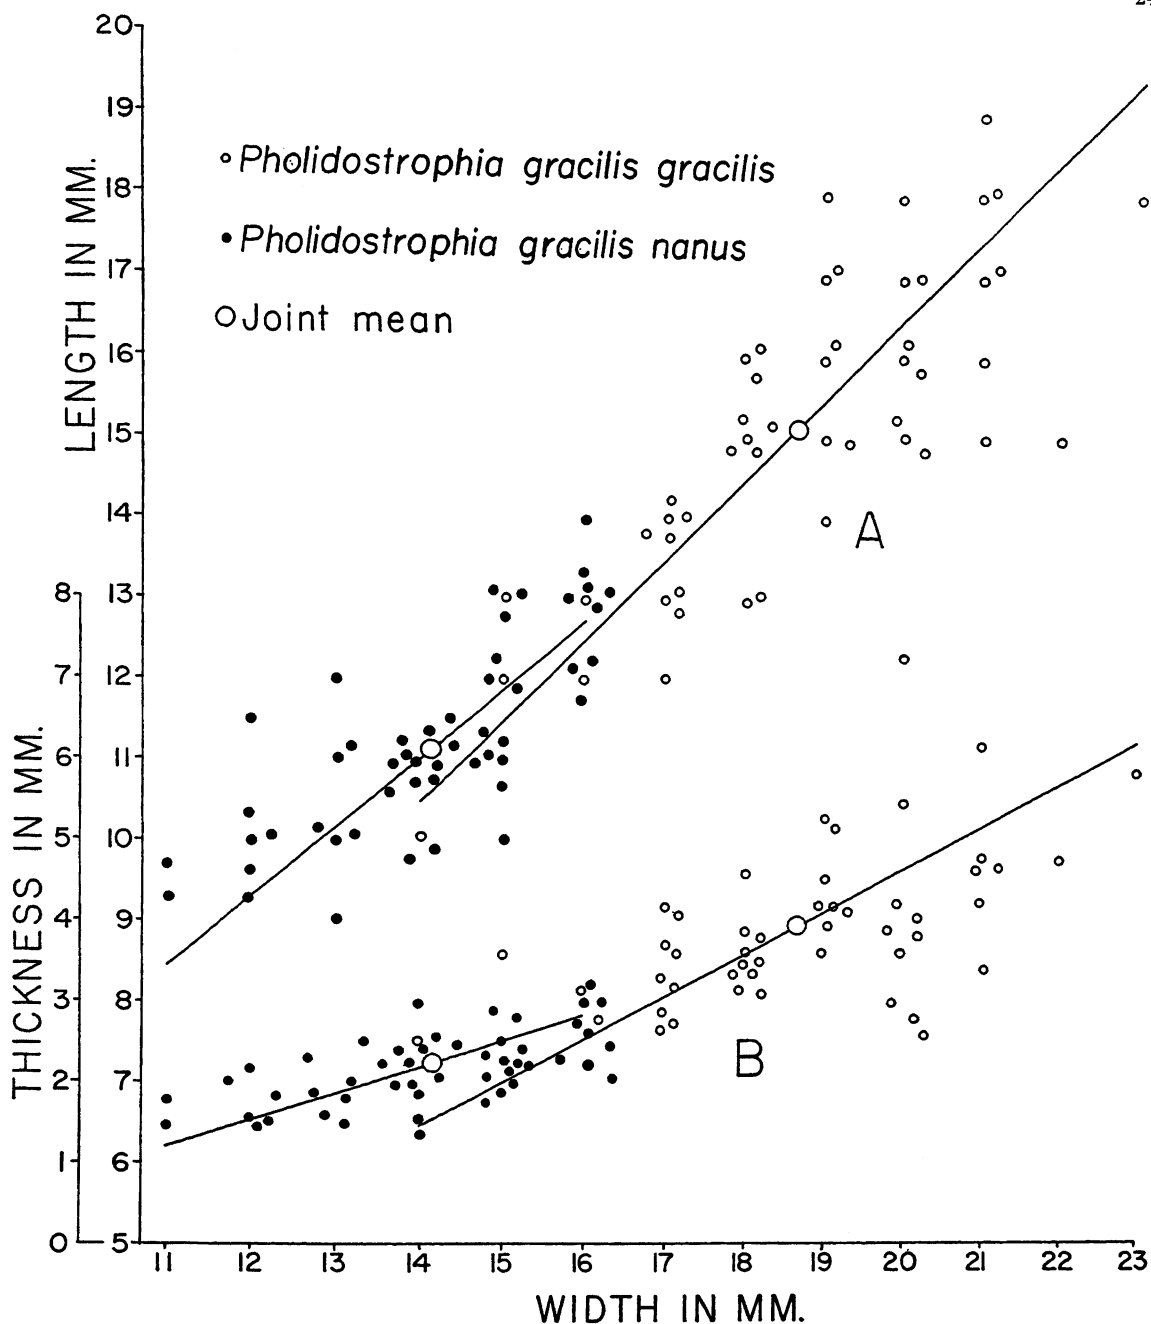 20
19
18
17
16
15
14
13
12
11
10
9
8
7
6
5
LENGTH IN MM.
8
7
6
5
4
3
2
1
0
THICKNESS IN MM.
○ Pholidostrophia gracilis gracilis
● Pholidostrophia gracilis nanus
○ Joint mean
A
B
11 12 13 14 15 16 17 18 19 20 21 22 23
WIDTH IN MM.